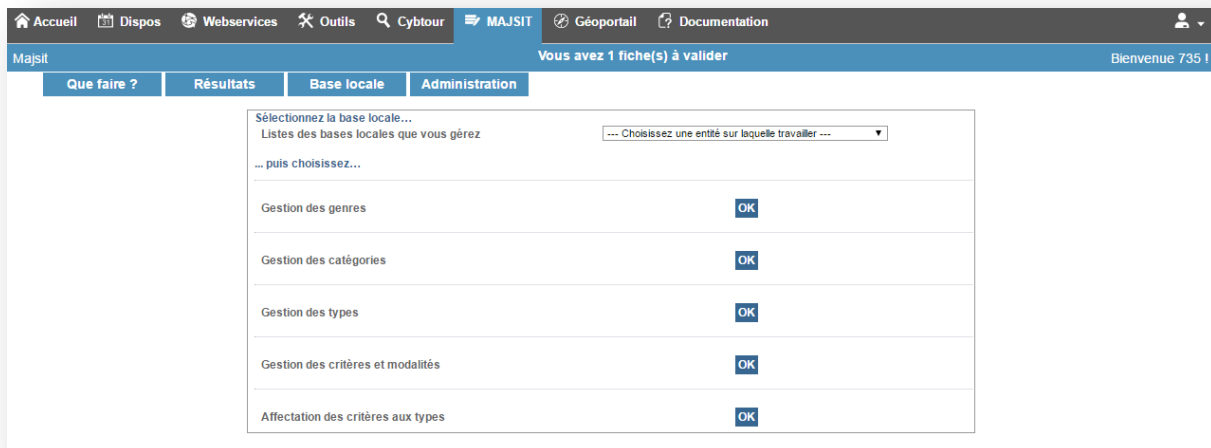 Accueil 31 Dispos Webservices Outils Cybtour MAJSIT Géoportail Documentation
Majsit Vous avez 1 fiche(s) à valider Bienvenue 735 !
Que faire ? Résultats Base locale Administration
Sélectionnez la base locale...
Listes des bases locales que vous gérez --- Choisissez une entité sur laquelle travailler ---
... puis choisissez...
Gestion des genres OK
Gestion des catégories OK
Gestion des types OK
Gestion des critères et modalités OK
Affectation des critères aux types OK